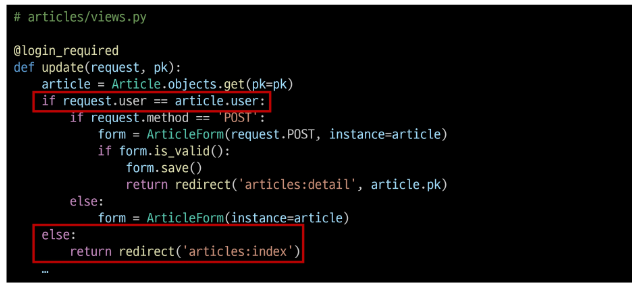 # articles/views.py
@login_required
def update(request, pk):
    article = Article.objects.get(pk=pk)
    if request.user == article.user:
        if request.method == 'POST':
            form = ArticleForm(request.POST, instance=article)
            if form.is_valid():
                form.save()
                return redirect('articles:detail', article.pk)
        else:
            form = ArticleForm(instance=article)
    else:
        return redirect('articles:index')
    …